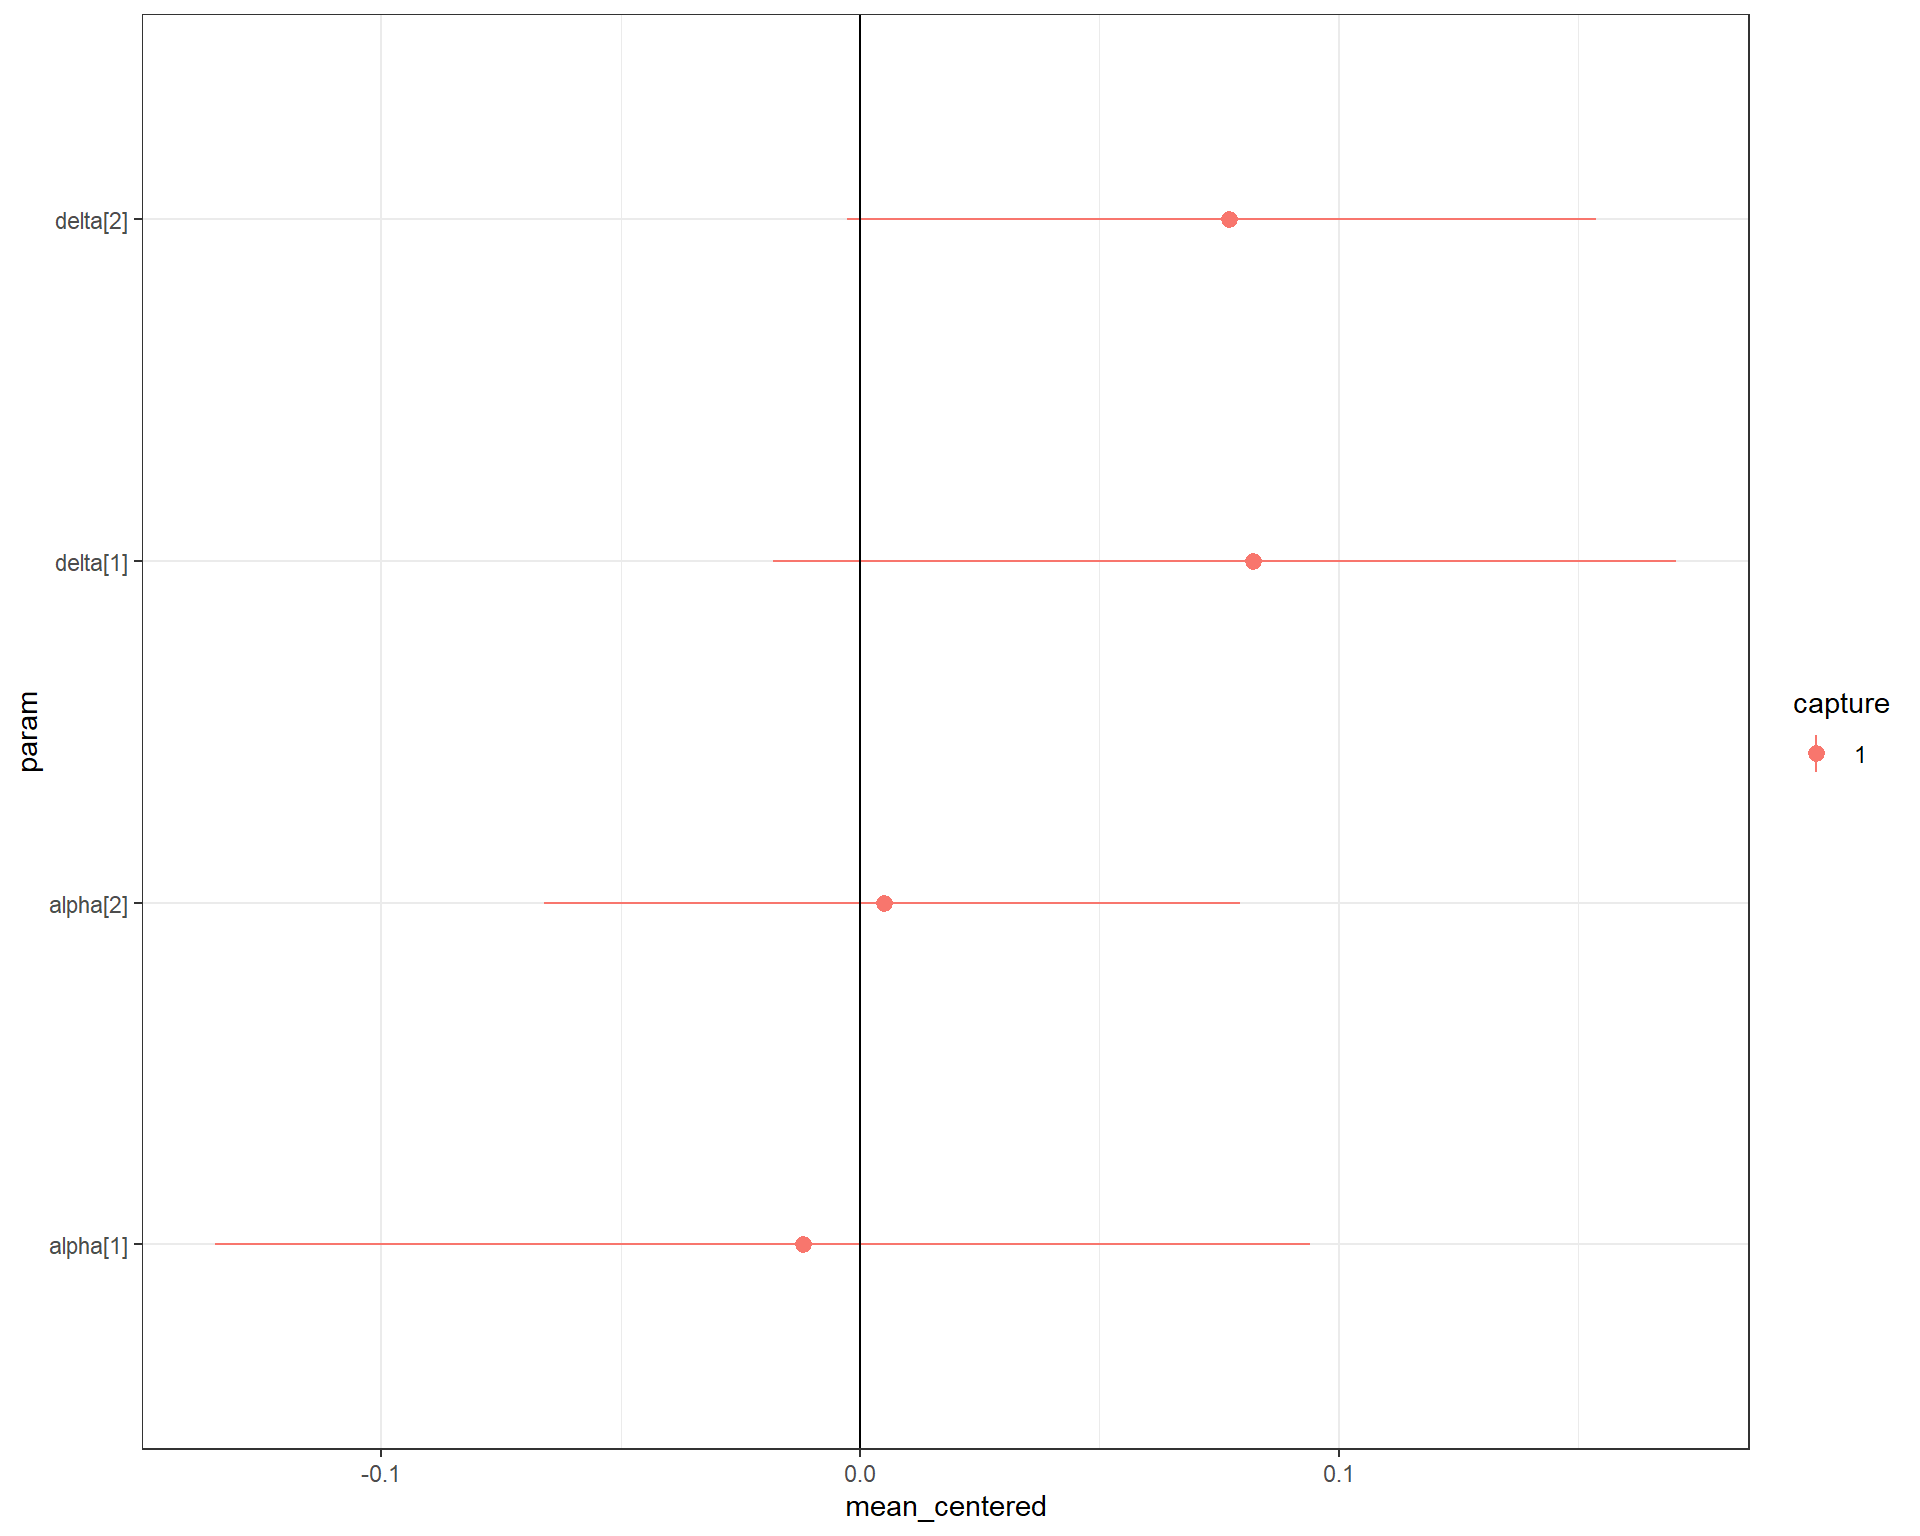 delta[2]
delta[1]
alpha[2]
alpha[1]
param
-0.1
0.0
0.1
mean_centered
capture
1